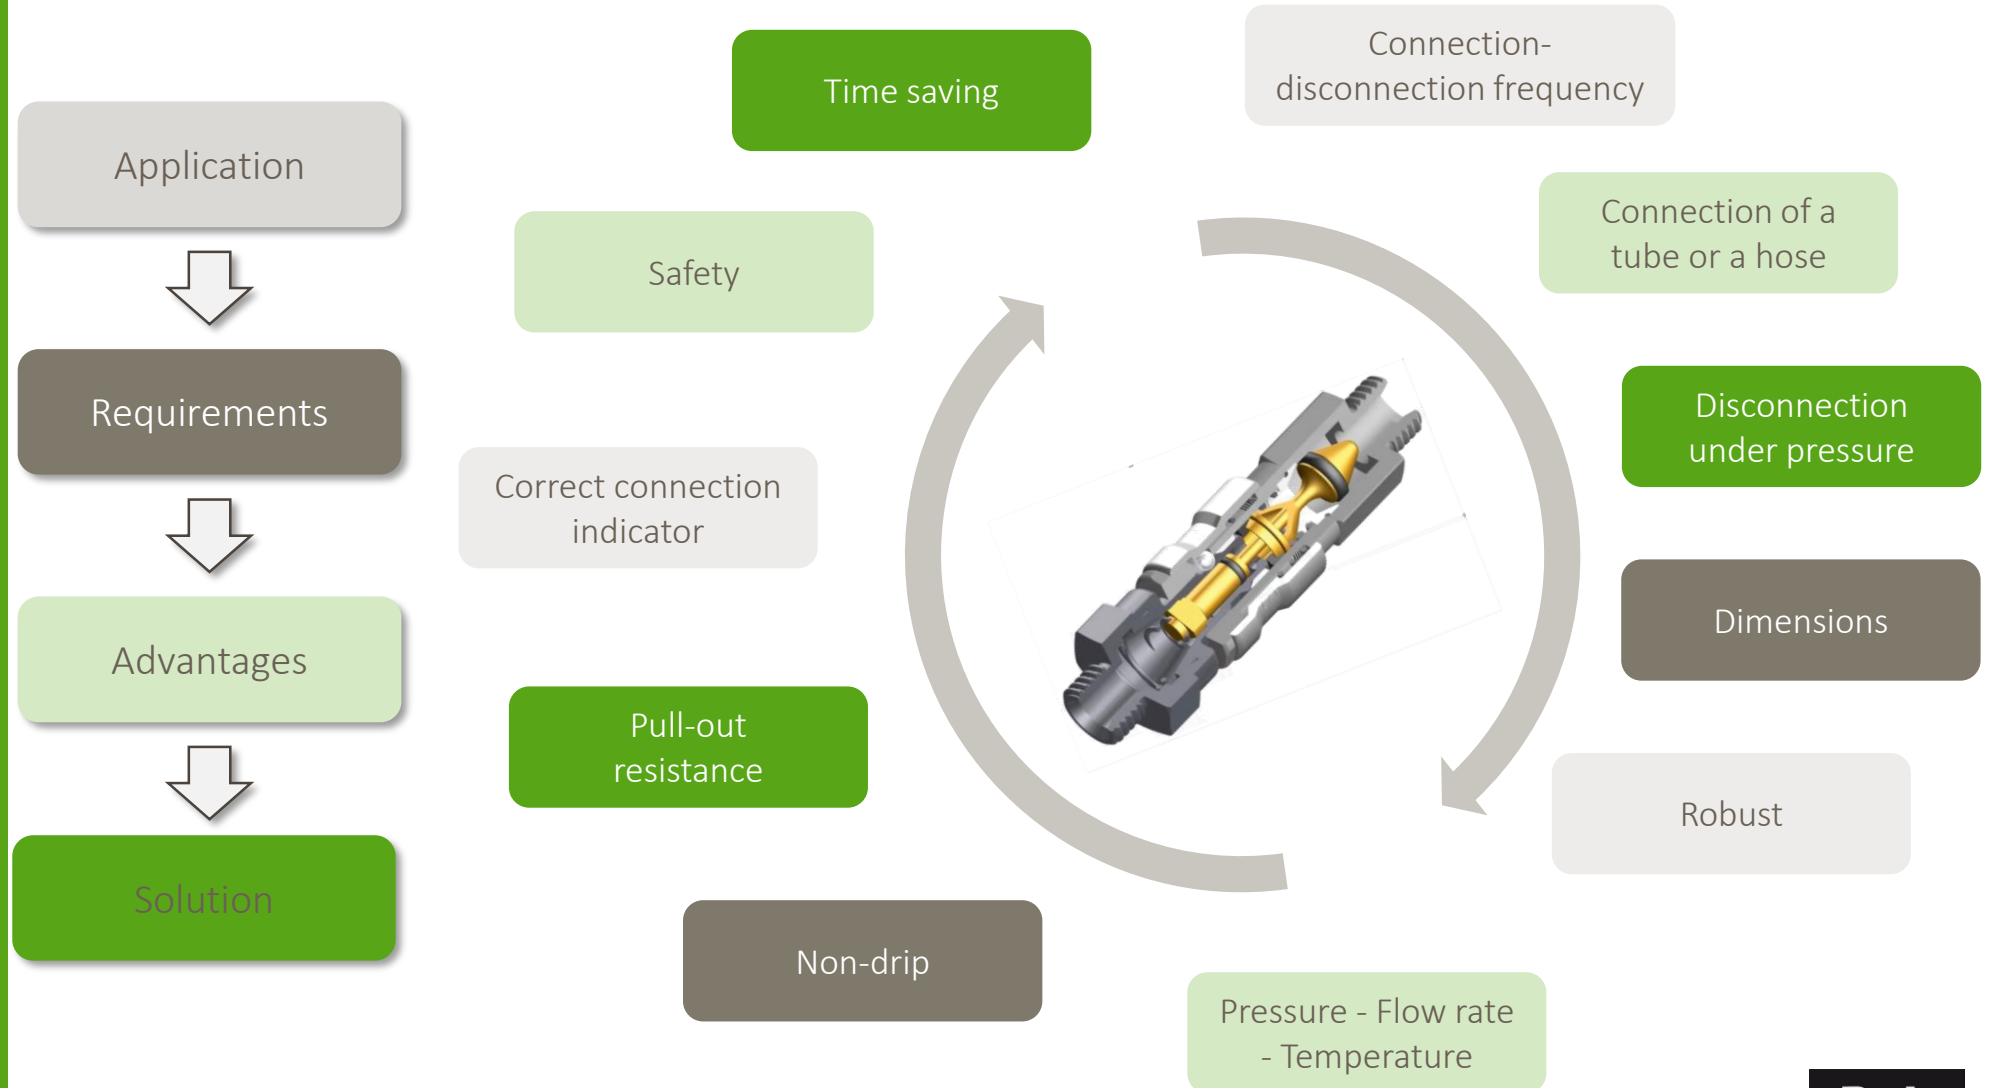 Application
Requirements
Advantages
Solution
Time saving
Connection-
disconnection frequency
Connection of a
tube or a hose
Disconnection
under pressure
Dimensions
Robust
Pressure - Flow rate
- Temperature
Non-drip
Pull-out
resistance
Correct connection
indicator
Safety